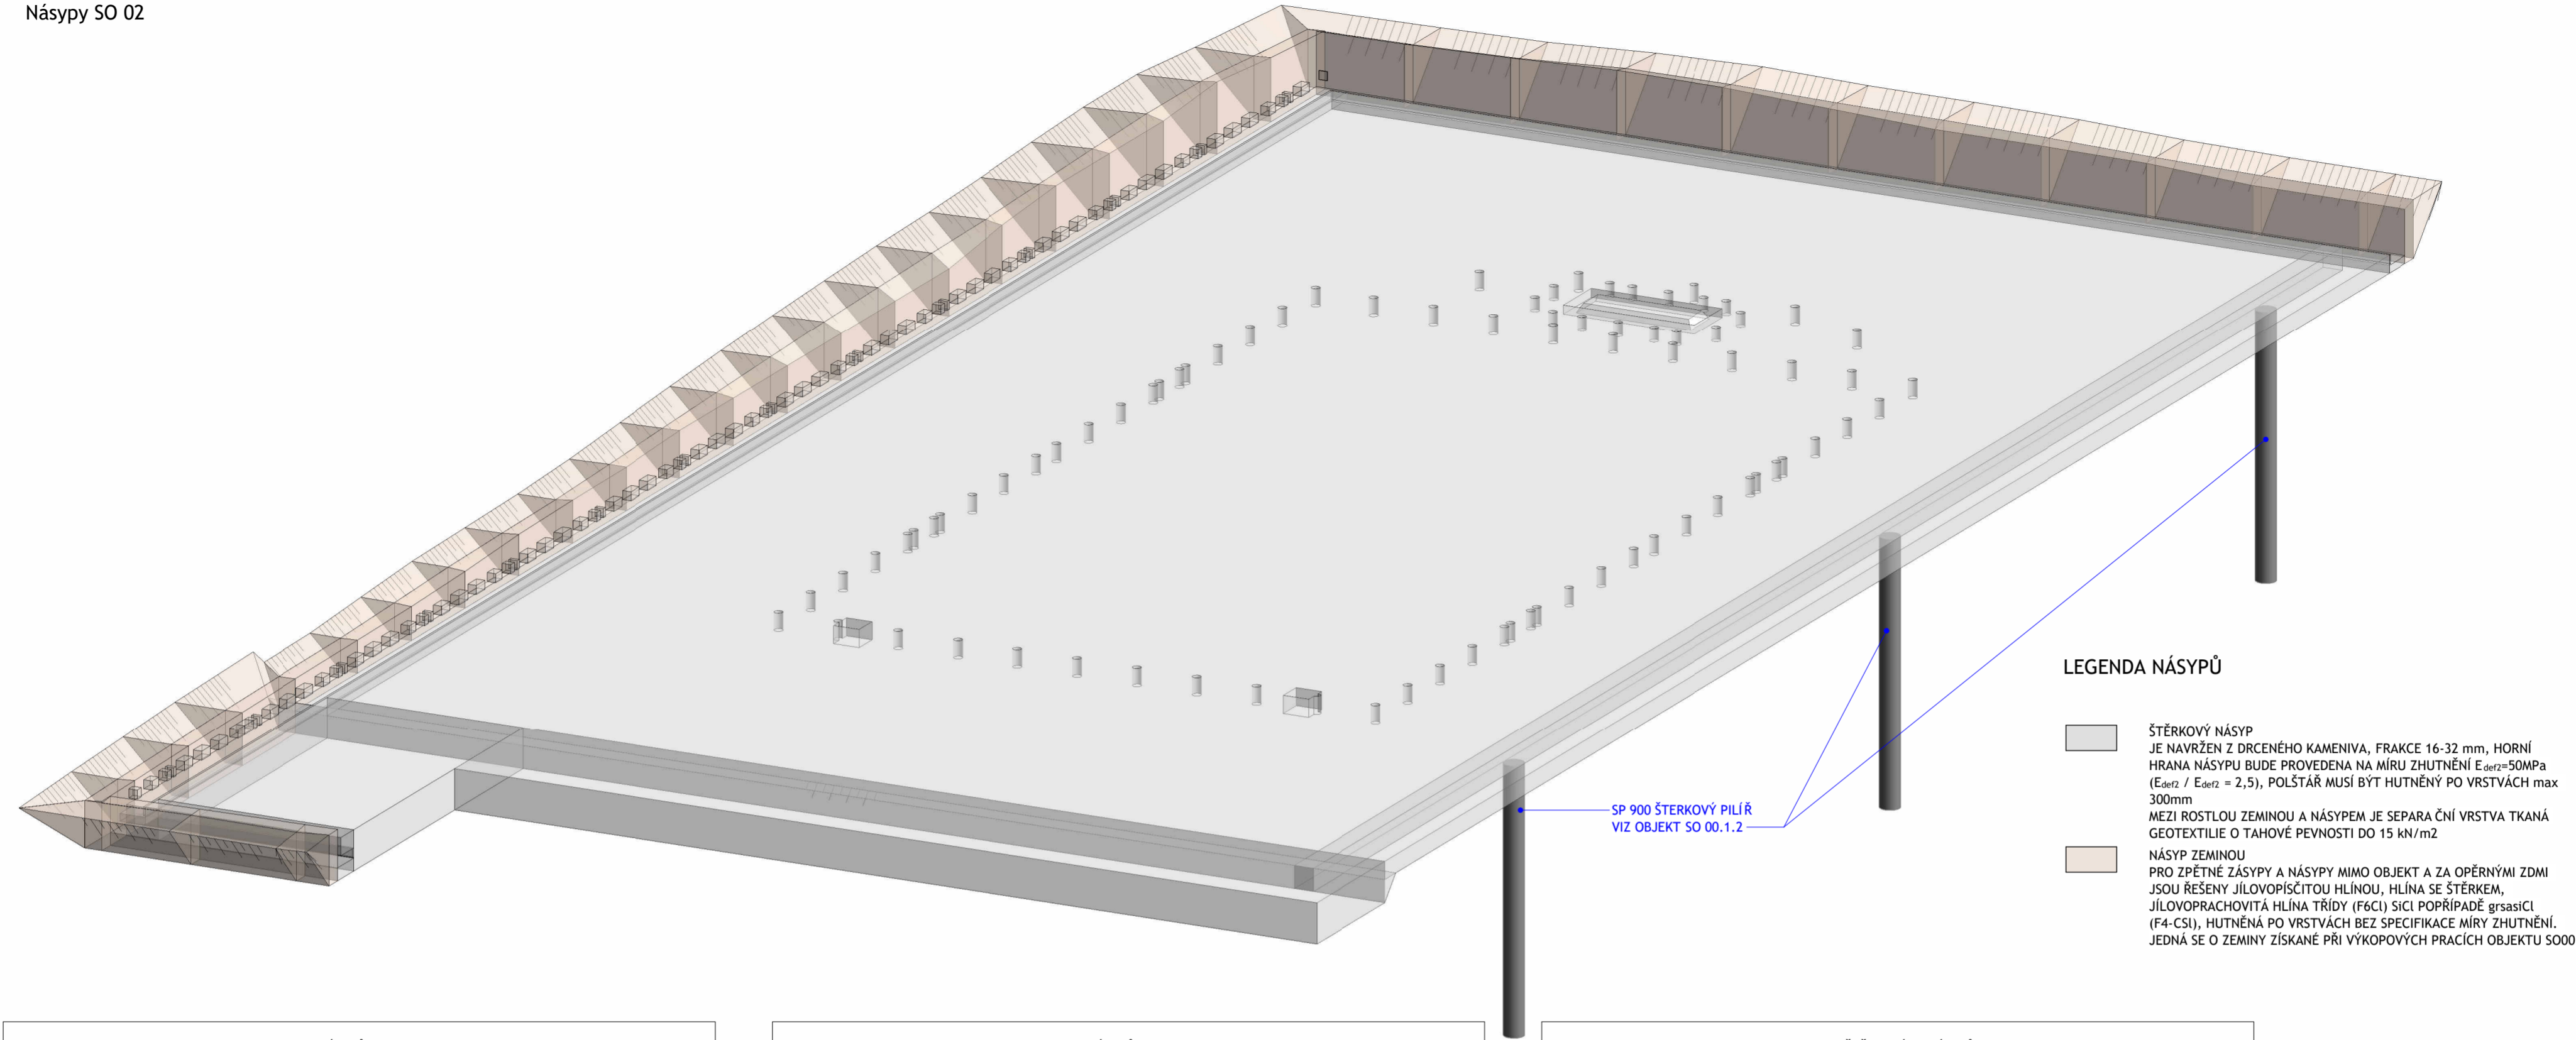 Násypy SO 02
SP 900 ŠTERKOVÝ PILÍŘ
VIZ OBJEKT SO 00.1.2
LEGENDA NÁSYPŮ
ŠTĚRKOVÝ NÁSYP
JE NAVRŽEN Z DRCENÉHO KAMENIVA, FRAKCE 16-32 mm, HORNÍ
HRANA NÁSYPU BUDE PROVEDENA NA MÍRU ZHUTNĚNÍ Edef2=50MPa
(Edef2 / Edef2 = 2,5), POLŠTÁŘ MUSÍ BÝT HUTNĚNÝ PO VRSTVÁCH max
300mm
MEZI ROSTLOU ZEMINOU A NÁSYPEM JE SEPARAČNÍ VRSTVA TKANÁ
GEOTEXTILIE O TAHOVÉ PEVNOSTI DO 15 kN/m2
NÁSYP ZEMINOU
PRO ZPĚTNÉ ZÁSYPY A NÁSYPY MIMO OBJEKT A ZA OPĚRNÝMI ZDMI
JSOU ŘEŠENY JÍLOVOPÍSČITOU HLÍNOU, HLÍNA SE ŠTĚRKEM,
JÍLOVOPRACHOVITÁ HLÍNA TŘÍDY (F6Cl) SiCl POPŘÍPADĚ grsasiCl
(F4-CSl), HUTNĚNÁ PO VRSTVÁCH BEZ SPECIFIKACE MÍRY ZHUTNĚNÍ.
JEDNÁ SE O ZEMINY ZÍSKANÉ PŘI VÝKOPOVÝCH PRACÍCH OBJEKTU SO00